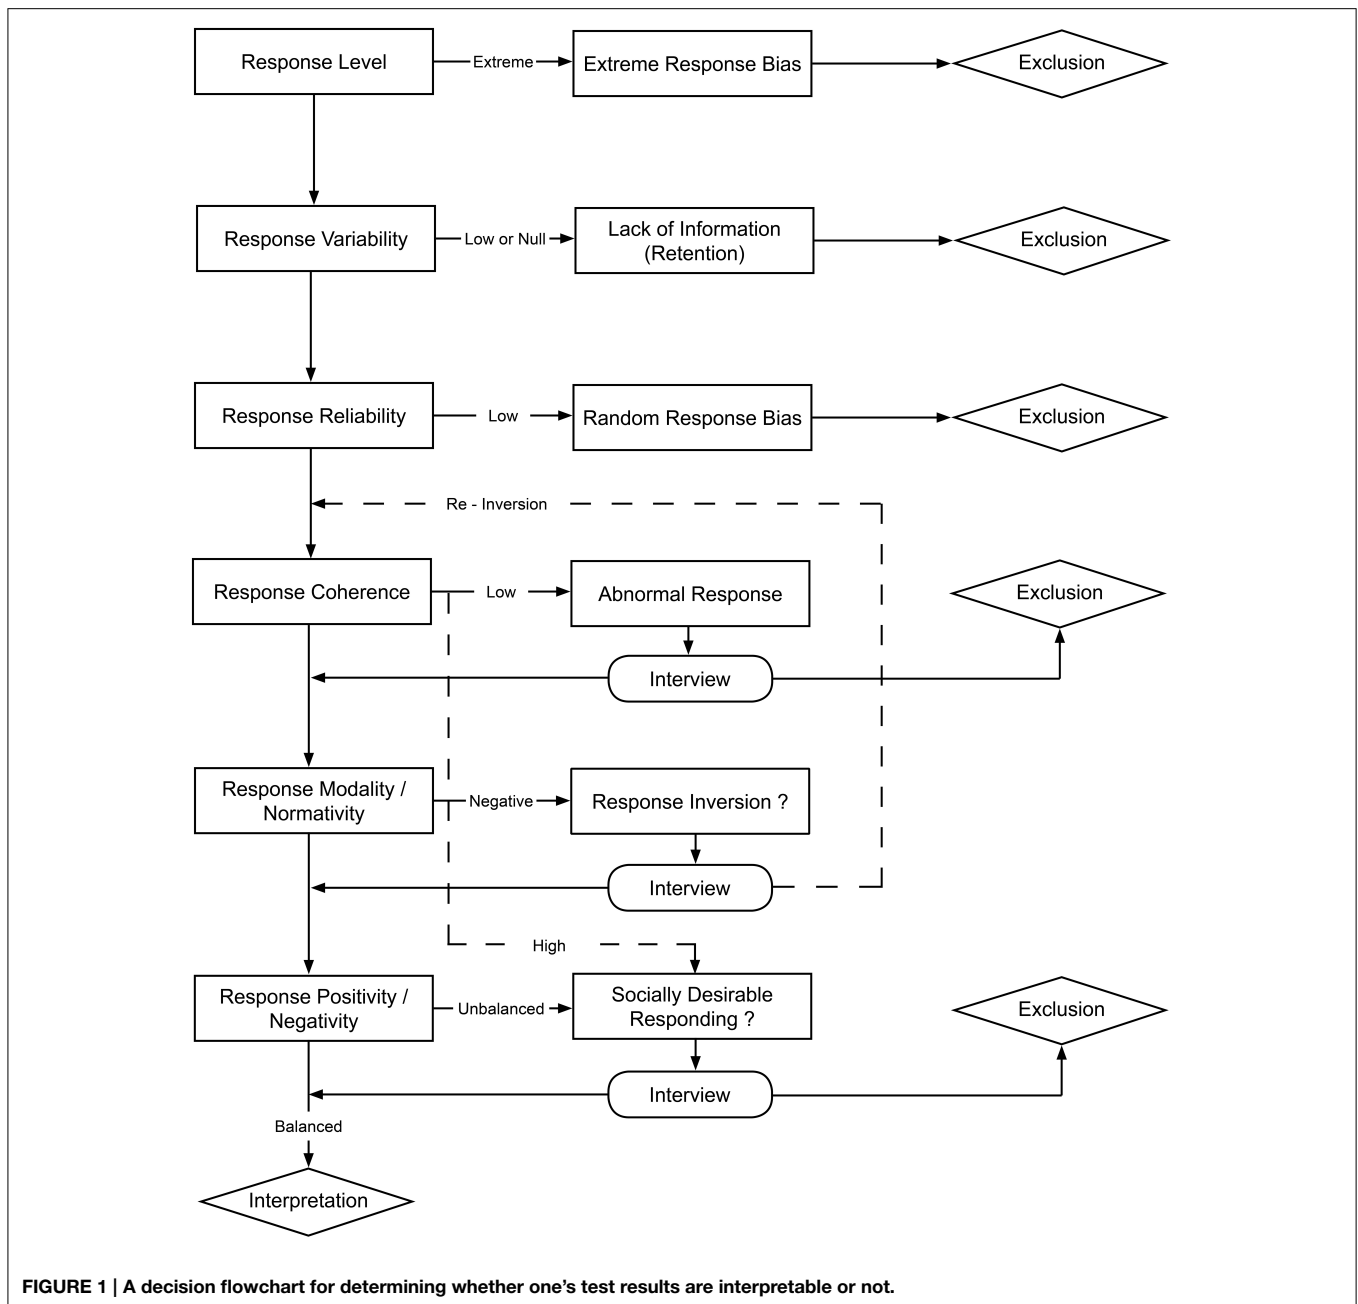 Response Level
Extreme
Extreme Response Bias
Exclusion
Response Variability
Low or Null
Lack of Information
(Retention)
Exclusion
Response Reliability
Low
Random Response Bias
Exclusion
Re - Inversion
Response Coherence
Low
Abnormal Response
Exclusion
Interview
Response Modality /
Normativity
Negative
Response Inversion ?
Interview
High
Response Positivity /
Negativity
Unbalanced
Socially Desirable
Responding ?
Exclusion
Interview
Balanced
Interpretation
FIGURE 1 | A decision flowchart for determining whether one's test results are interpretable or not.